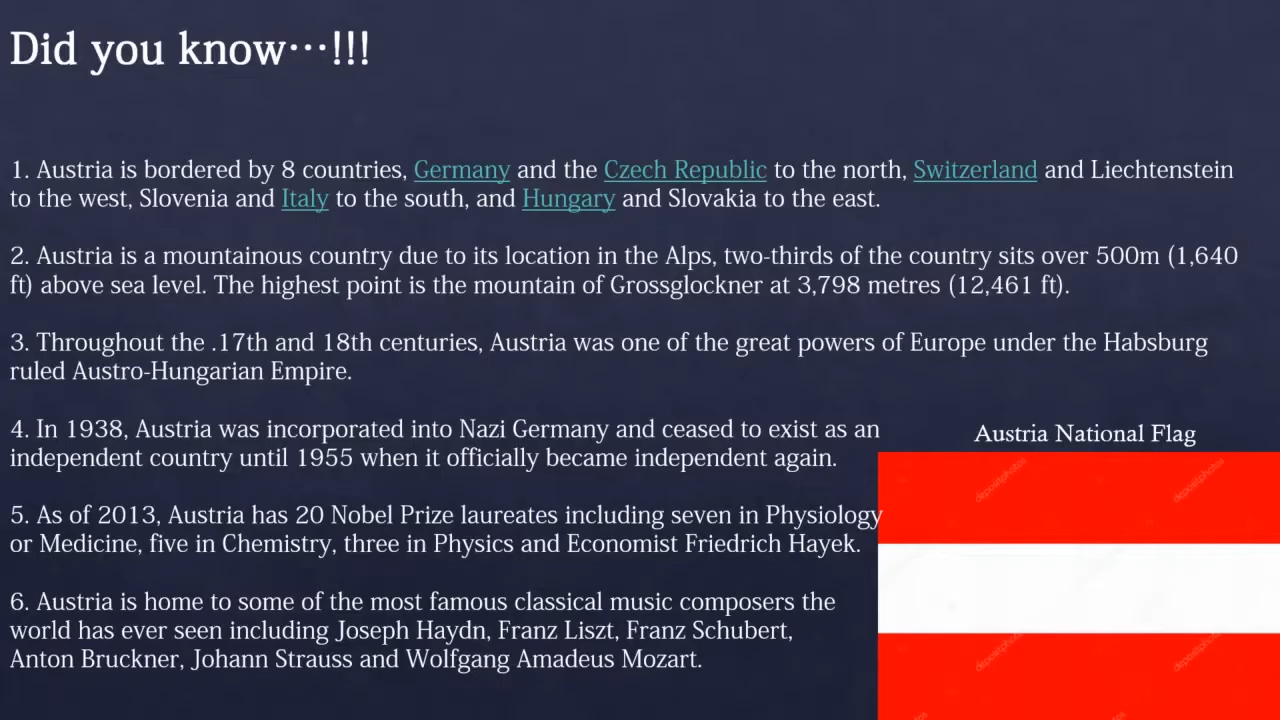 Did you know…!!!
1. Austria is bordered by 8 countries, Germany and the Czech Republic to the north, Switzerland and Liechtenstein
to the west, Slovenia and Italy to the south, and Hungary and Slovakia to the east.
2. Austria is a mountainous country due to its location in the Alps, two-thirds of the country sits over 500m (1,640
ft) above sea level. The highest point is the mountain of Grossglockner at 3,798 metres (12,461 ft).
3. Throughout the .17th and 18th centuries, Austria was one of the great powers of Europe under the Habsburg
ruled Austro-Hungarian Empire.
4. In 1938, Austria was incorporated into Nazi Germany and ceased to exist as an
independent country until 1955 when it officially became independent again.
5. As of 2013, Austria has 20 Nobel Prize laureates including seven in Physiology
or Medicine, five in Chemistry, three in Physics and Economist Friedrich Hayek.
6. Austria is home to some of the most famous classical music composers the
world has ever seen including Joseph Haydn, Franz Liszt, Franz Schubert,
Anton Bruckner, Johann Strauss and Wolfgang Amadeus Mozart.
Austria National Flag
depositphotos
depositphotos
depositphotos
depositphotos